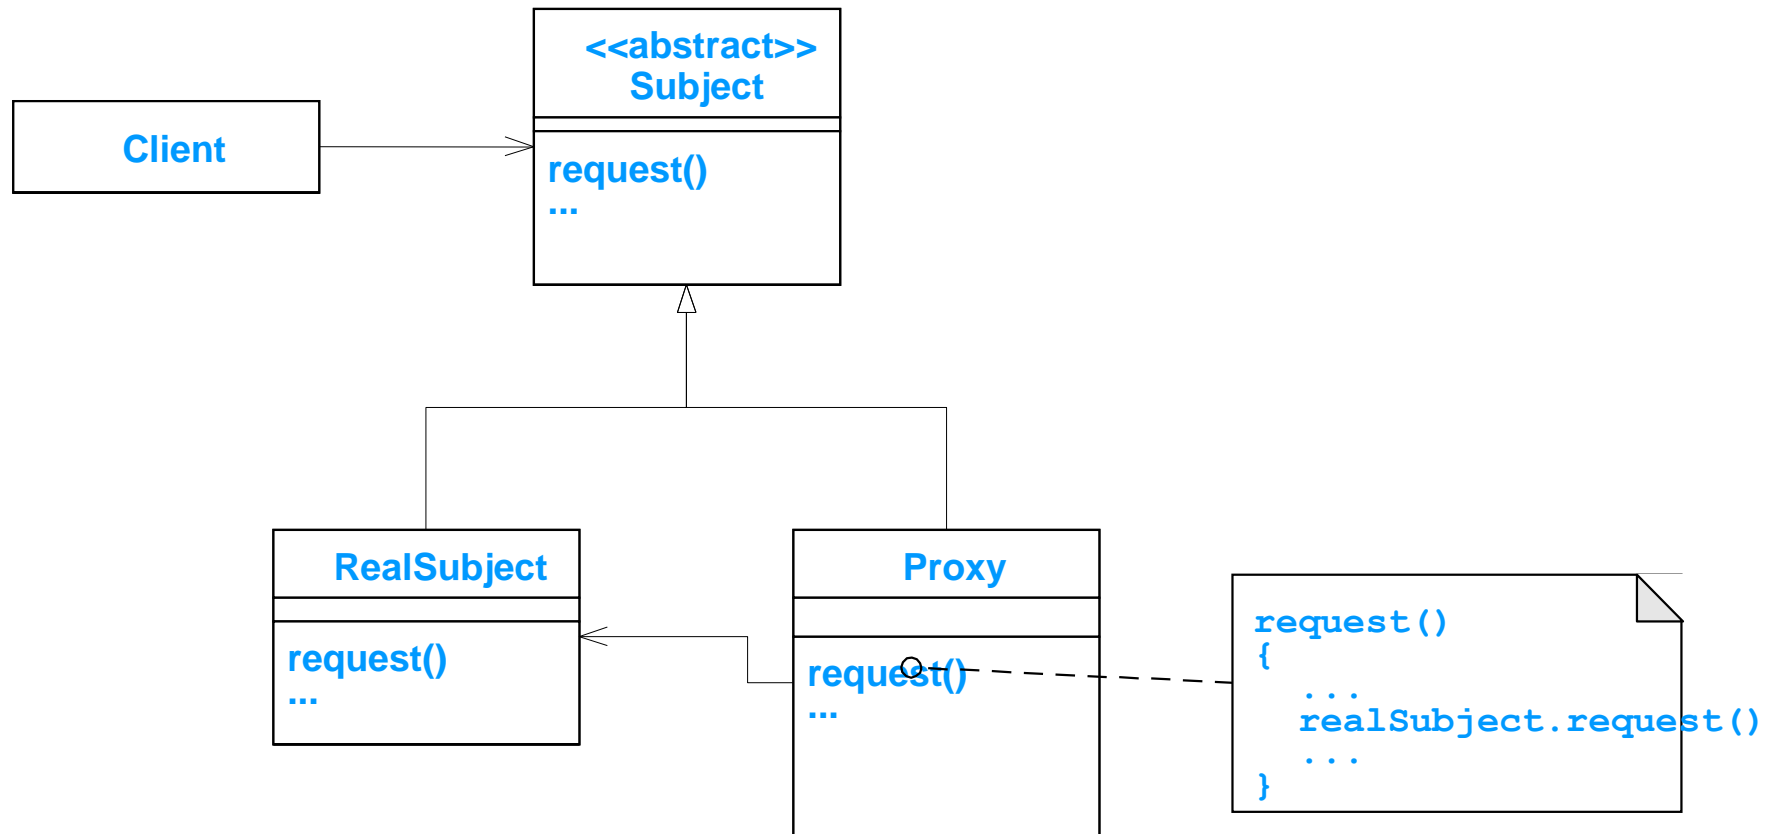 <<abstract>>
Subject
Client
request()
...
RealSubject
request()
...
Proxy
request()
...
request()
{
...
realSubject.request()
...
}